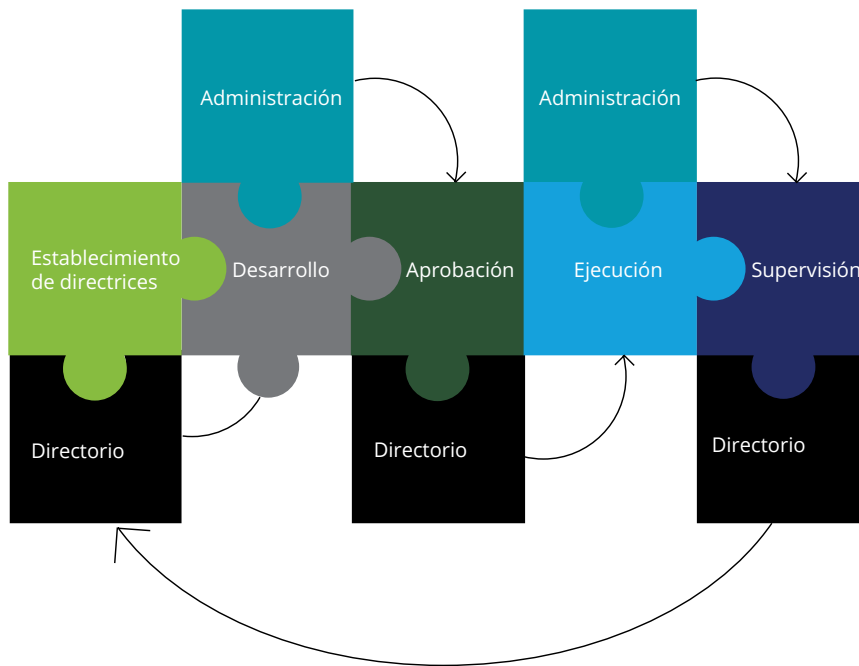 Administración
Administración
Establecimiento
de directrices
Desarrollo
Aprobación
Ejecución
Supervisión
Directorio
Directorio
Directorio